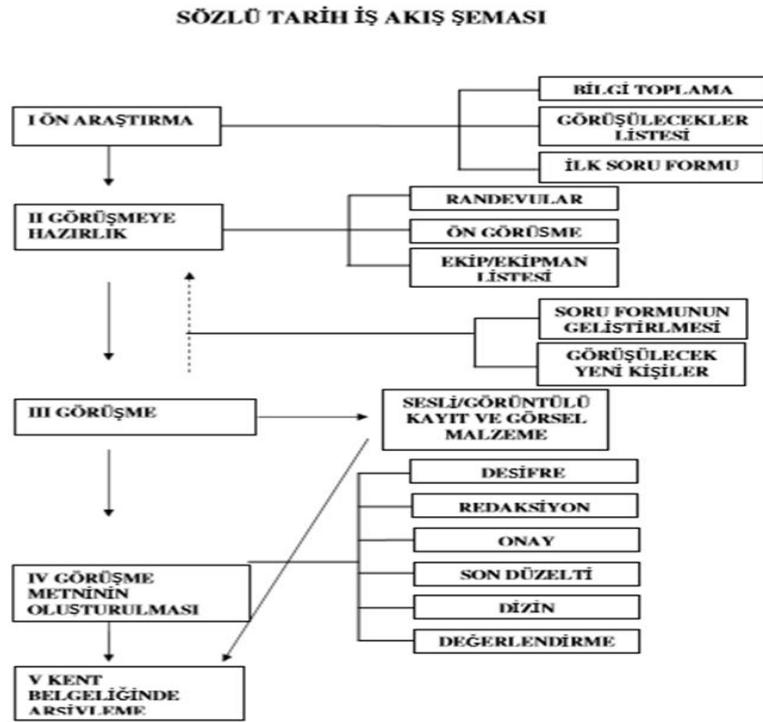 SÖZLÜ TARİH İŞ AKIŞ ŞEMASI
I ÖN ARAŞTIRMA
BİLGİ TOPLAMA
GÖRÜŞÜLECEKLER
LİSTESİ
İLK SORU FORMU
II GÖRÜŞMEYE
HAZIRLIK
RANDEVULAR
ÖN GÖRÜŞME
EKİP/EKİPMAN
LİSTESİ
SORU FORMUNUN
GELİŞTİRLMESİ
GÖRÜŞÜLECEK
YENİ KİŞİLER
III GÖRÜŞME
SESLİ/GÖRÜNTÜLÜ
KAYIT VE GÖRSEL
MALZEME
DEŞİFRE
REDAKSİYON
ONAY
SON DÜZELTİ
DİZİN
DEĞERLENDİRME
IV GÖRÜŞME
METNİNİN
OLUŞTURULMASI
V KENT
BELGELİĞİNDE
ARŞİVLEME